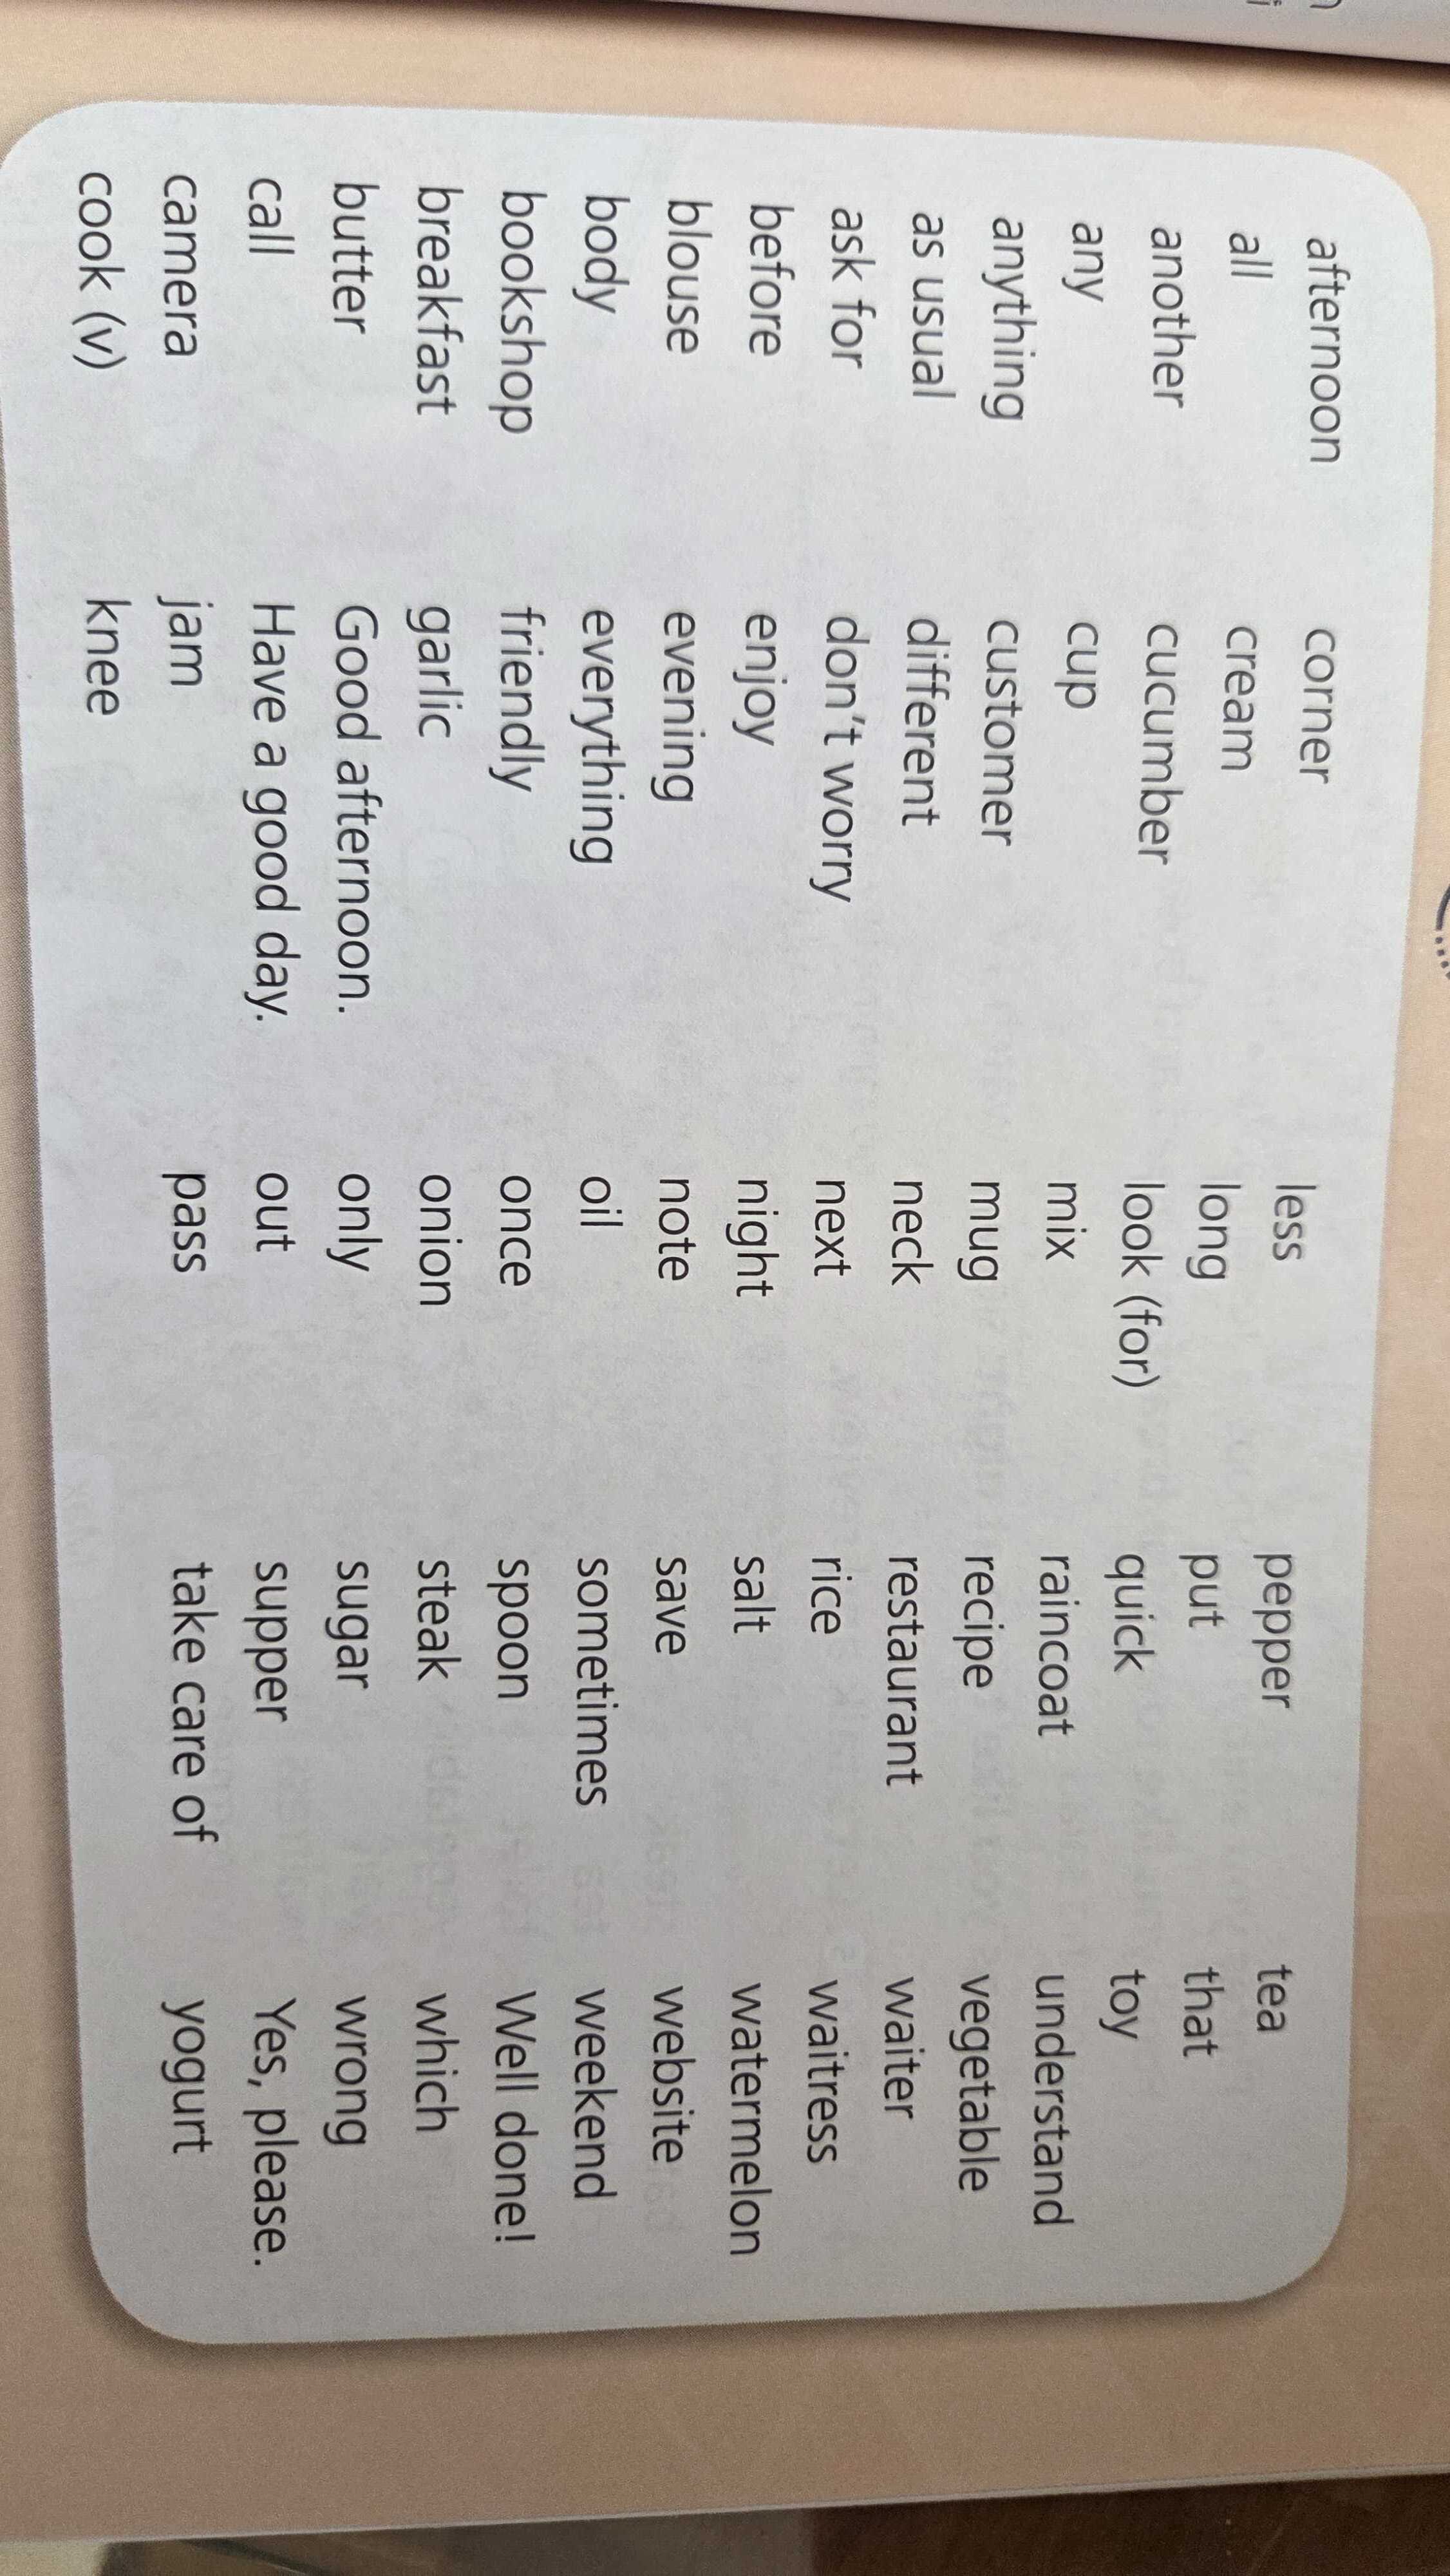 afternoon
all
another
any
anything
as usual
ask for
before
blouse
body
bookshop
breakfast
butter
call
camera
cook (v)
corner
cream
cucumber
cup
customer
different
don't worry
enjoy
evening
everything
friendly
garlic
Good afternoon.
Have a good day.
jam
knee
less
long
look (for)
mix
mug
neck
next
night
note
oil
once
onion
only
out
pass
pepper
put
quick
raincoat
recipe
restaurant
rice
salt
save
sometimes
spoon
steak
sugar
supper
take care of
tea
that
toy
understand
vegetable
waiter
waitress
watermelon
website
weekend
Well done!
which
wrong
Yes, please.
yogurt